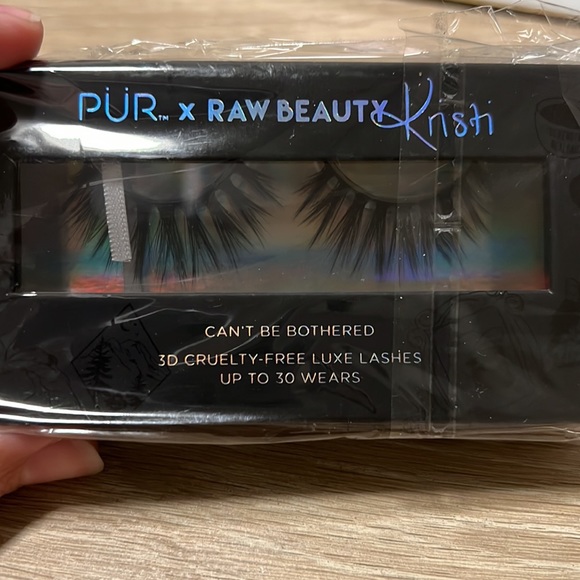 PÜR™ X RAW BEAUTY Kristi
CAN'T BE BOTHERED
3D CRUELTY-FREE LUXE LASHES
UP TO 30 WEARS